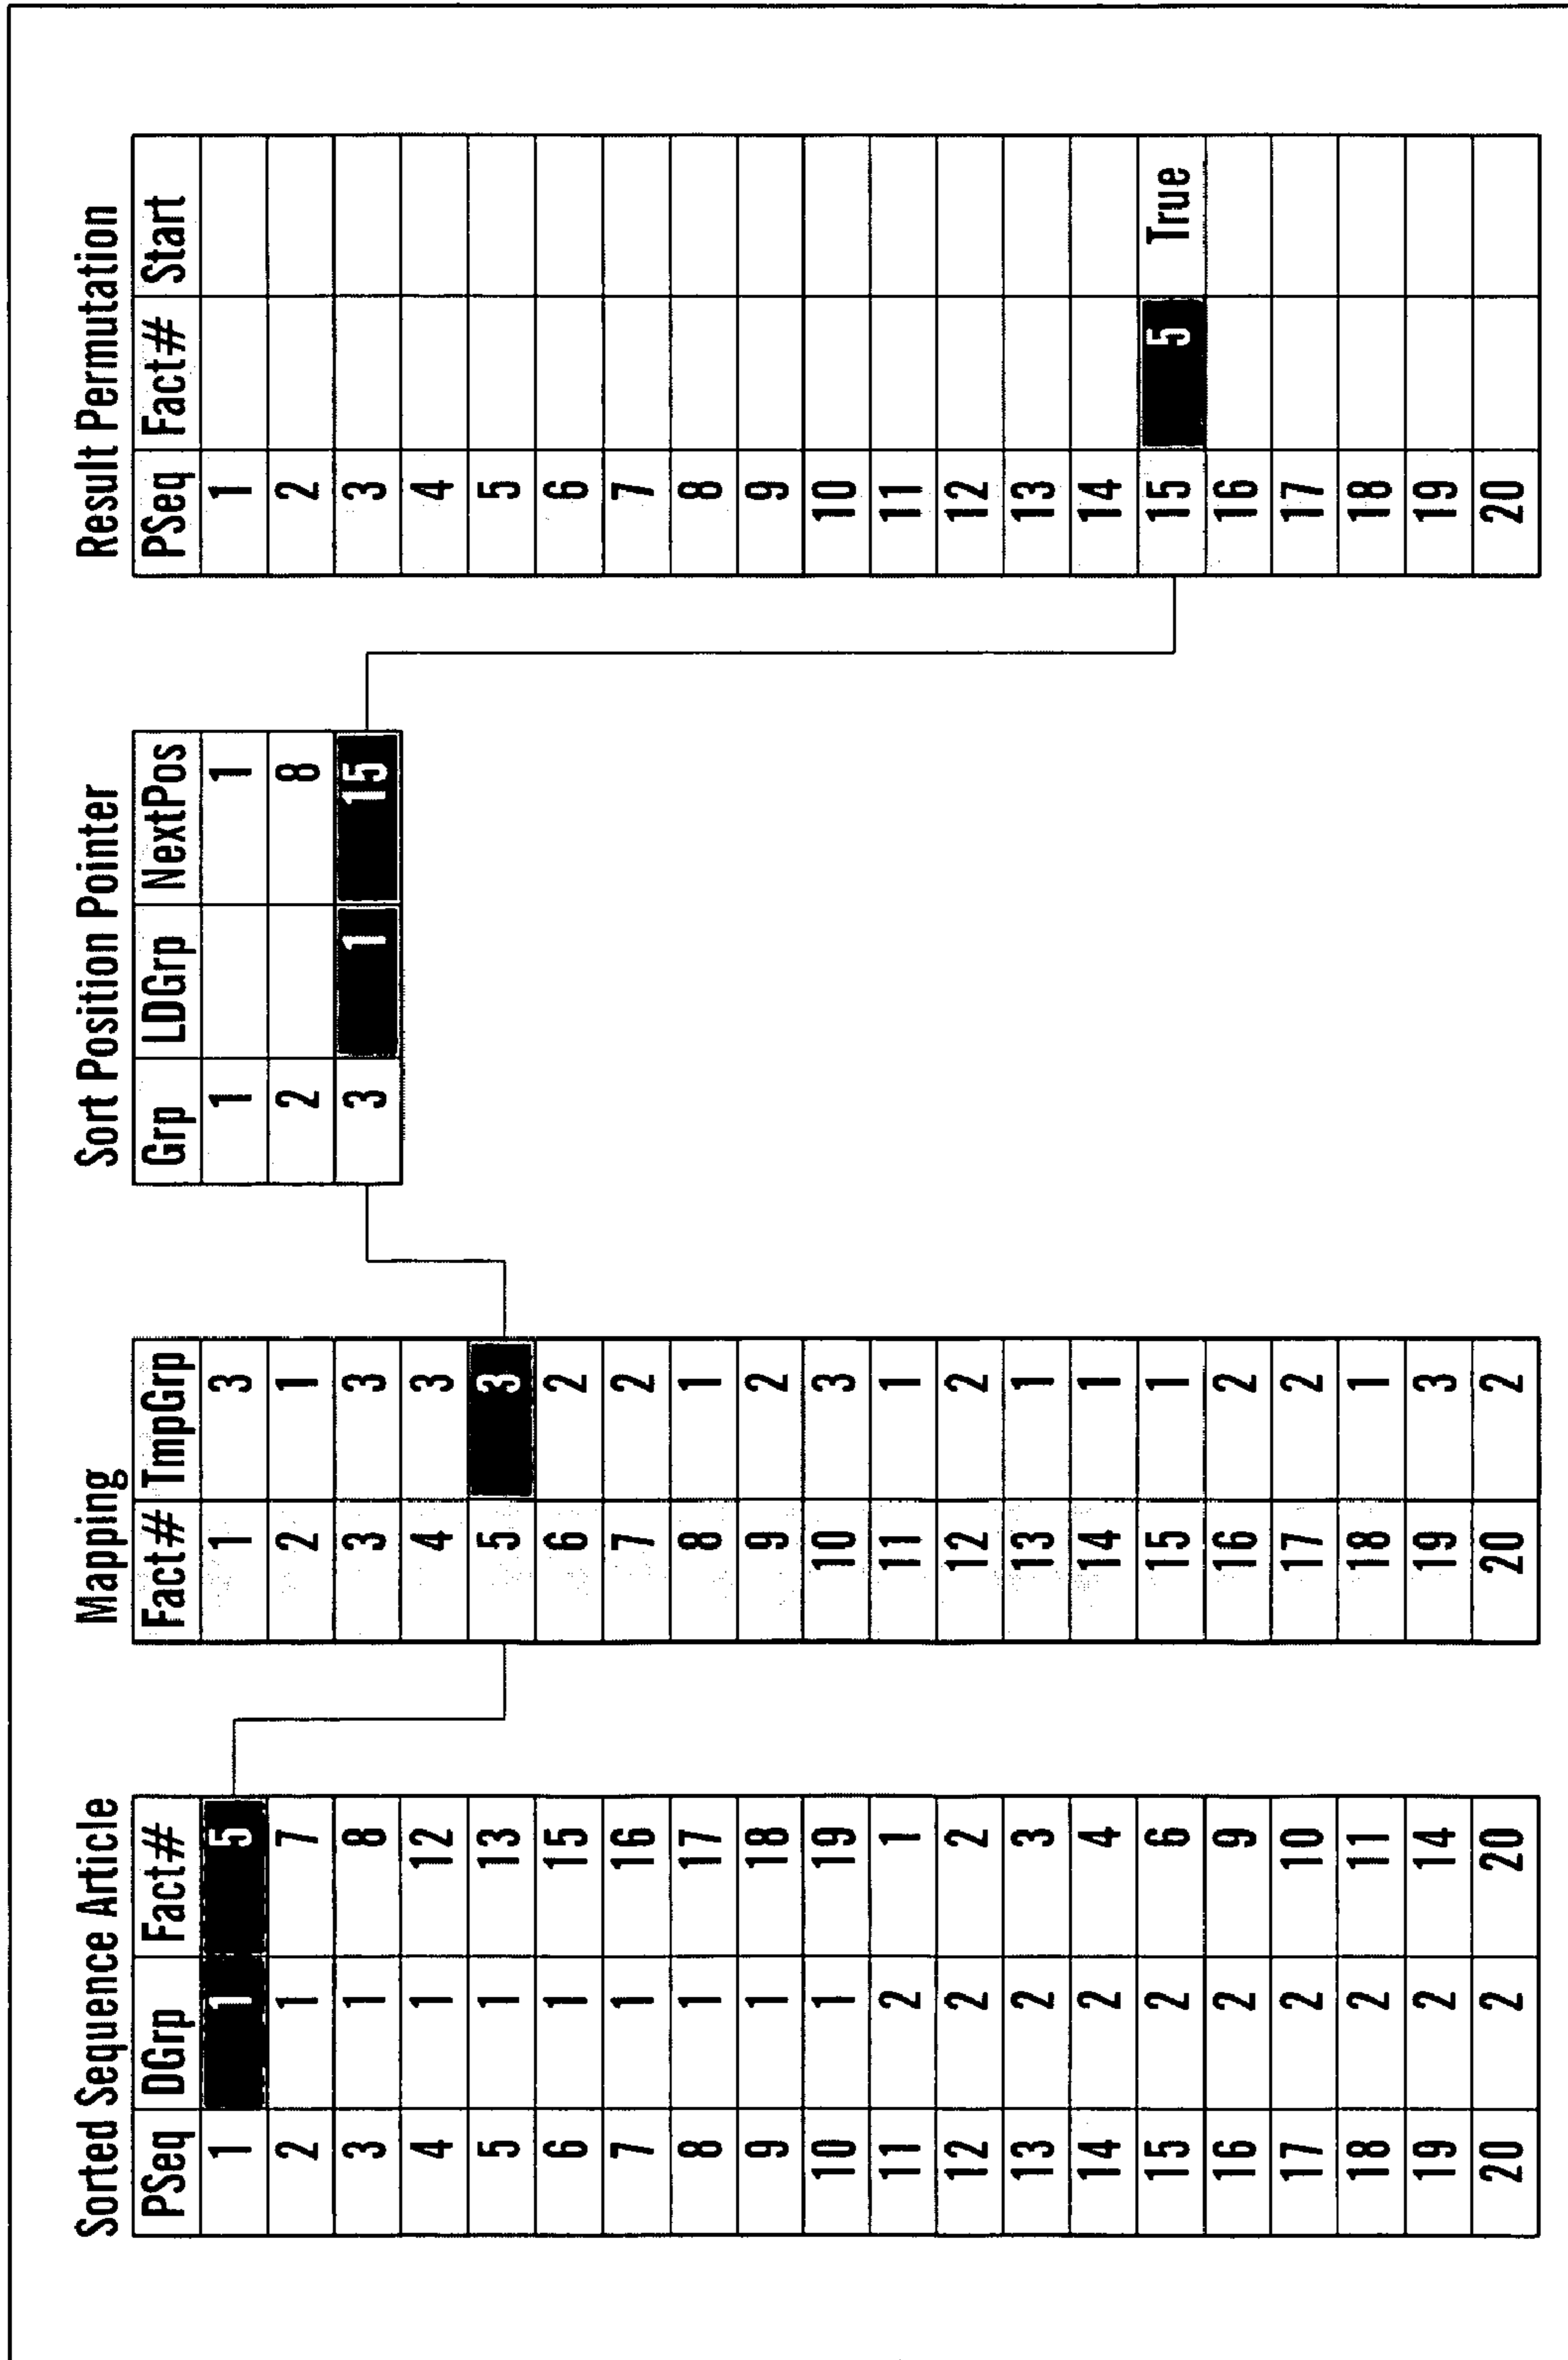 Sorted Sequence Article
PSeq DGrp Fact#
1 1 5
2 1 7
3 1 8
4 1 12
5 1 13
6 1 15
7 1 16
8 1 17
9 1 18
10 1 19
11 2 1
12 2 2
13 2 3
14 2 4
15 2 6
16 2 9
17 2 10
18 2 11
19 2 14
20 2 20
Mapping
Fact# TmpGrp
1 3
2 1
3 3
4 3
5 3
6 2
7 2
8 1
9 2
10 3
11 1
12 2
13 1
14 1
15 1
16 2
17 2
18 1
19 3
20 2
Sort Position Pointer
Grp LDGrp NextPos
1 1
2 8
3 1 15
Result Permutation
PSeq Fact# Start
1
2
3
4
5
6
7
8
9
10
11
12
13
14
15 5 True
16
17
18
19
20